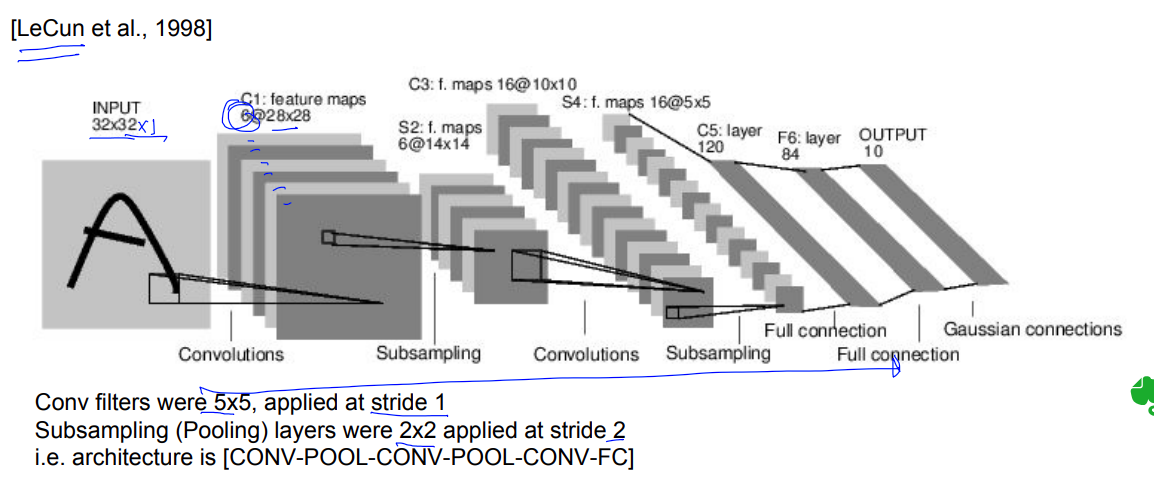 [LeCun et al., 1998]
C3: f. maps 16@10x10
INPUT
32x32x1
C1: feature maps
6@28x28
S4: f. maps 16@5x5
S2: f. maps
6@14x14
C5: layer
120
F6: layer
84
OUTPUT
10
Convolutions
Subsampling
Convolutions
Subsampling
Full connection
Full connection
Gaussian connections
Conv filters were 5x5, applied at stride 1
Subsampling (Pooling) layers were 2x2 applied at stride 2
i.e. architecture is [CONV-POOL-CONV-POOL-CONV-FC]